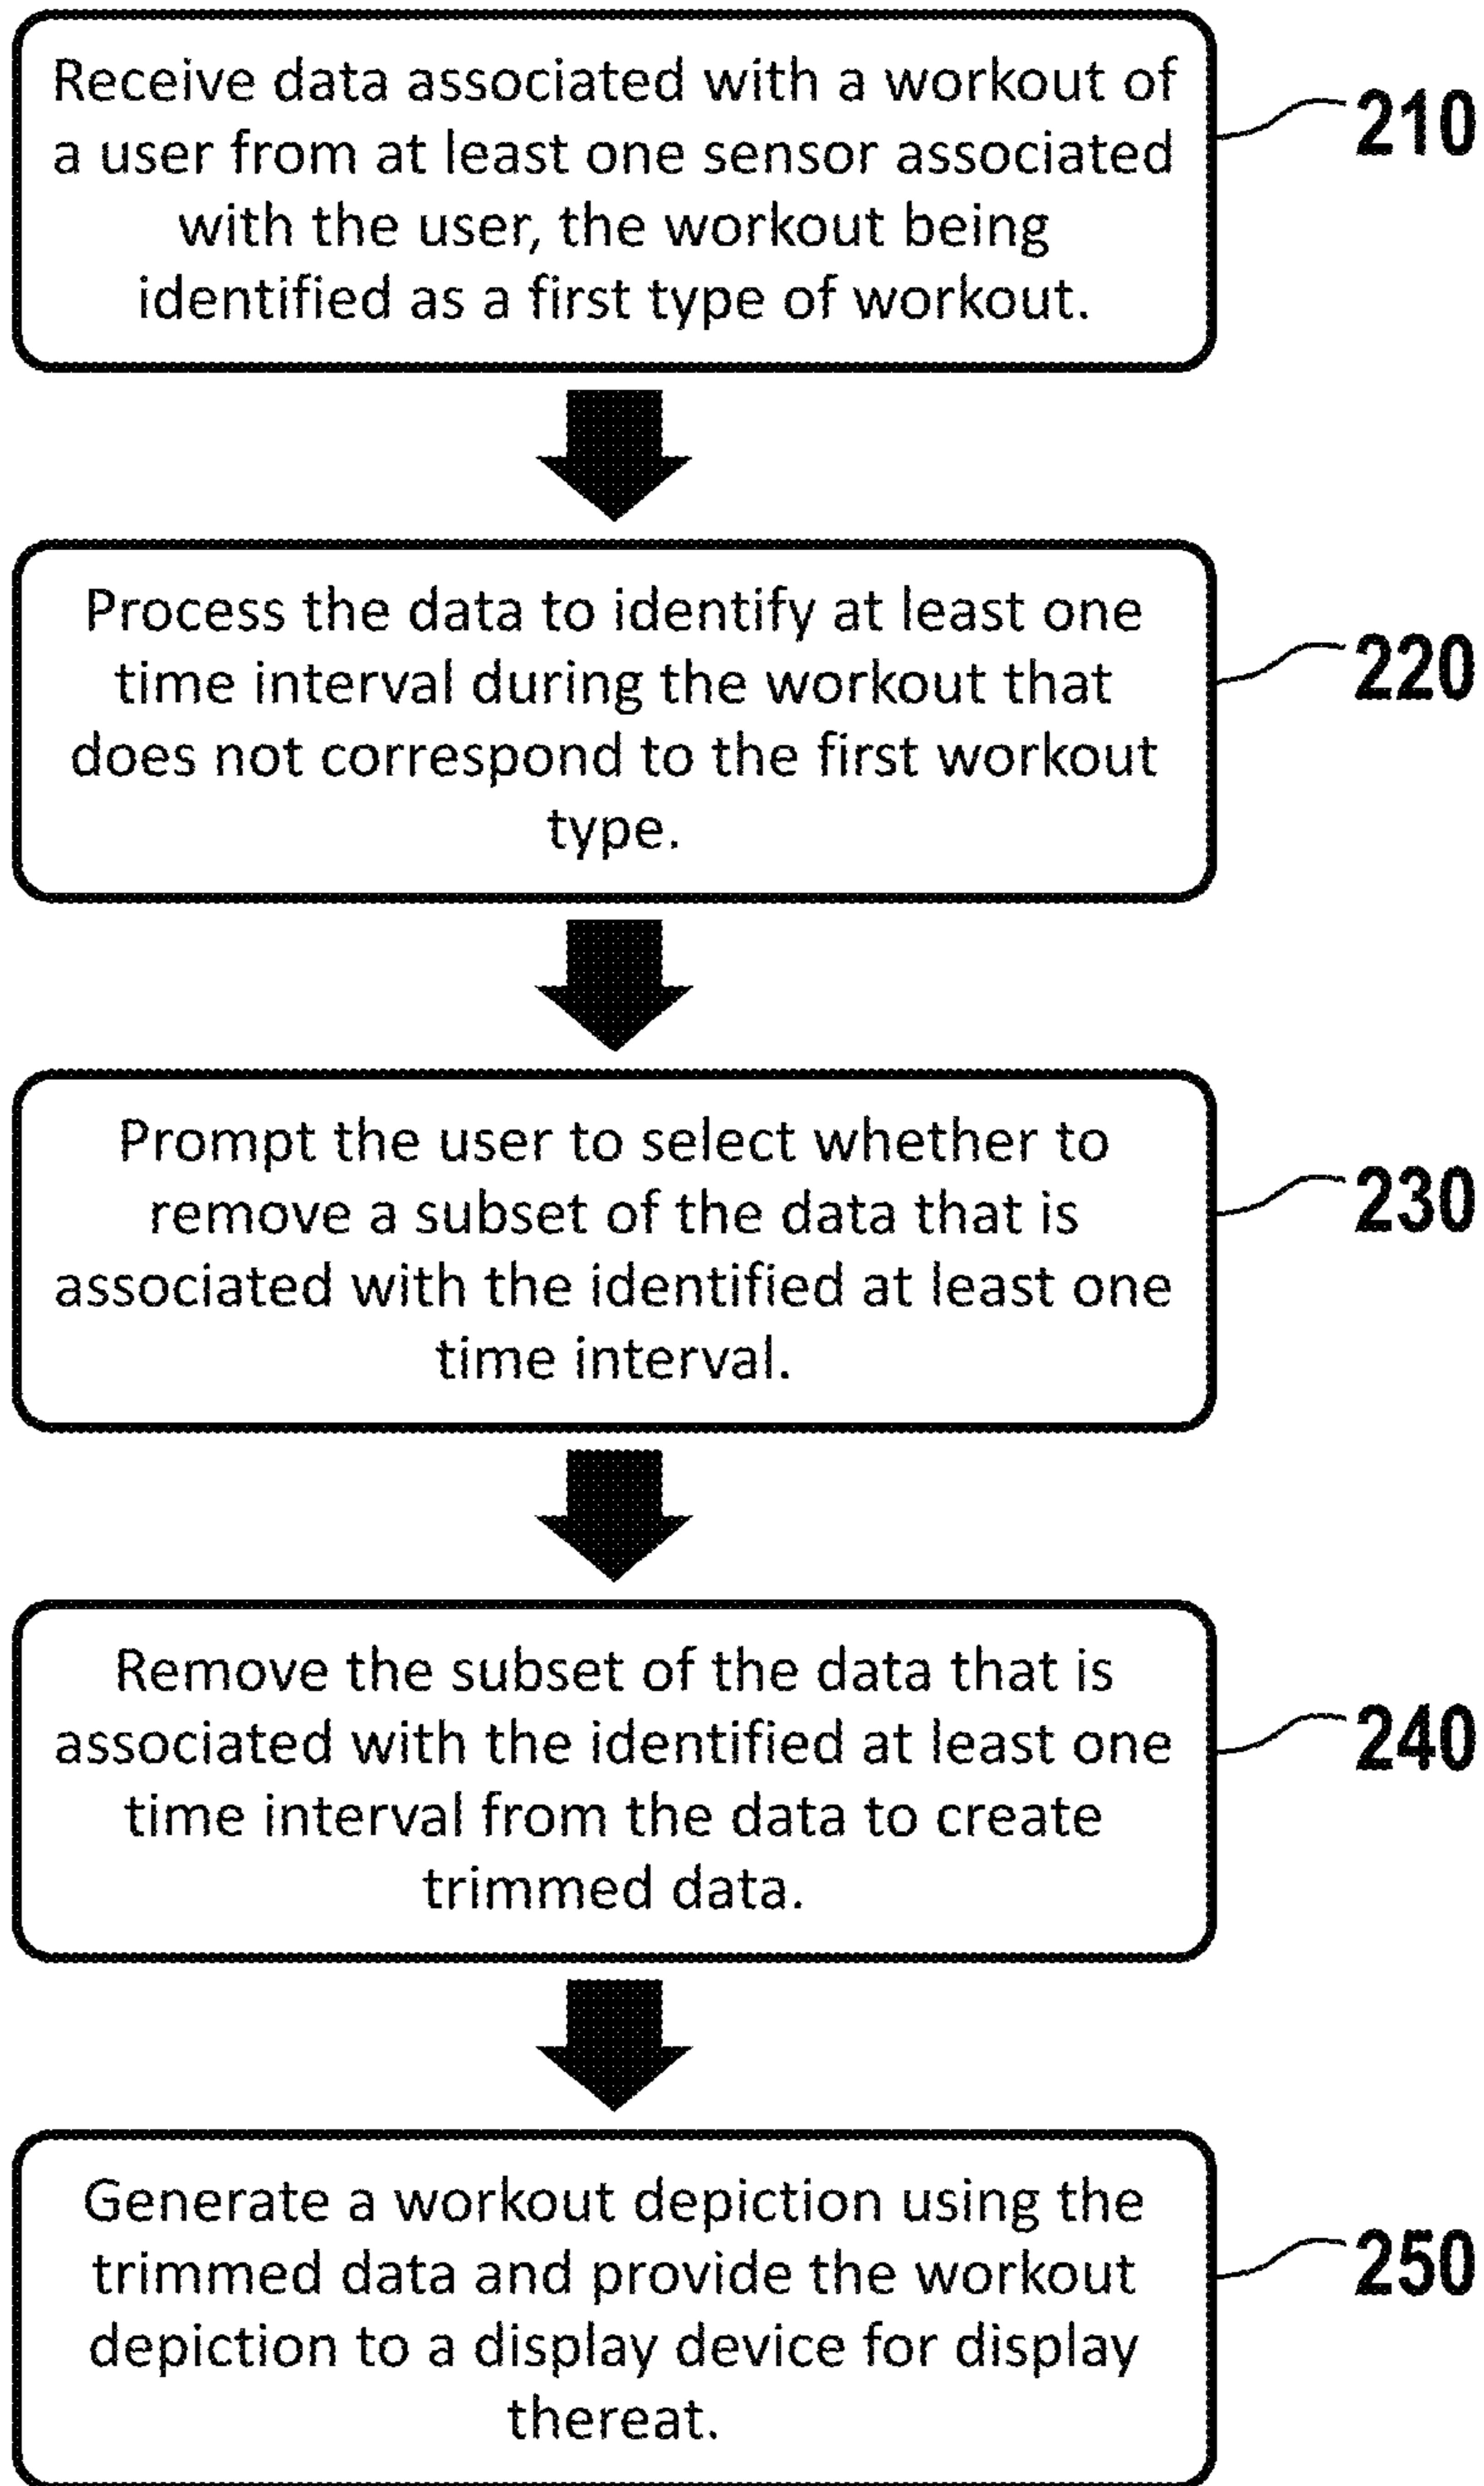 Receive data associated with a workout of
a user from at least one sensor associated
with the user, the workout being
identified as a first type of workout.
210
Process the data to identify at least one
time interval during the workout that
does not correspond to the first workout
type.
220
Prompt the user to select whether to
remove a subset of the data that is
associated with the identified at least one
time interval.
230
Remove the subset of the data that is
associated with the identified at least one
time interval from the data to create
trimmed data.
240
Generate a workout depiction using the
trimmed data and provide the workout
depiction to a display device for display
thereat.
250